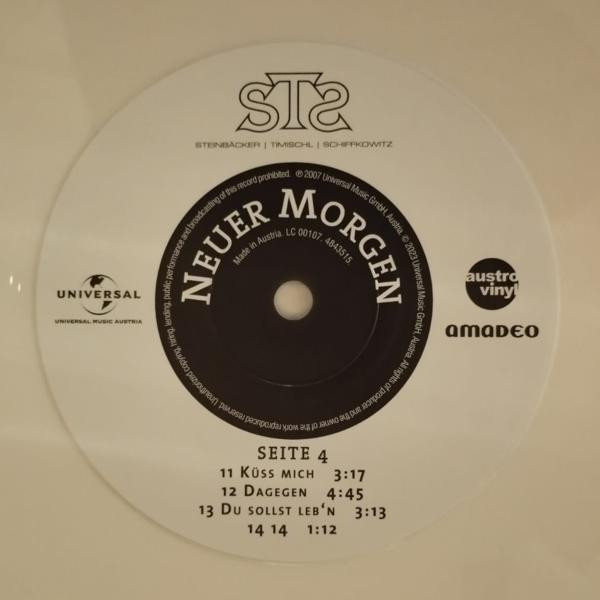 STS
STEINBÄCKER | TIMISCHL | SCHIFFKOWITZ
Unauthorized copying, hiring, lending, public performance and broadcasting of this record prohibited. ℗ 2007 Universal Music GmbH, Austria. © 2023 Universal Music GmbH, Austria. All rights of producer and the owner of the work reproduced reserved.
NEUER MORGEN
Made in Austria. LC 00107. 4843515
UNIVERSAL
UNIVERSAL MUSIC AUSTRIA
austro
vinyl
AMADEO
SEITE 4
11 KÜSS MICH 3:17
12 DAGEGEN 4:45
13 DU SOLLST LEB'N 3:13
14 14 1:12